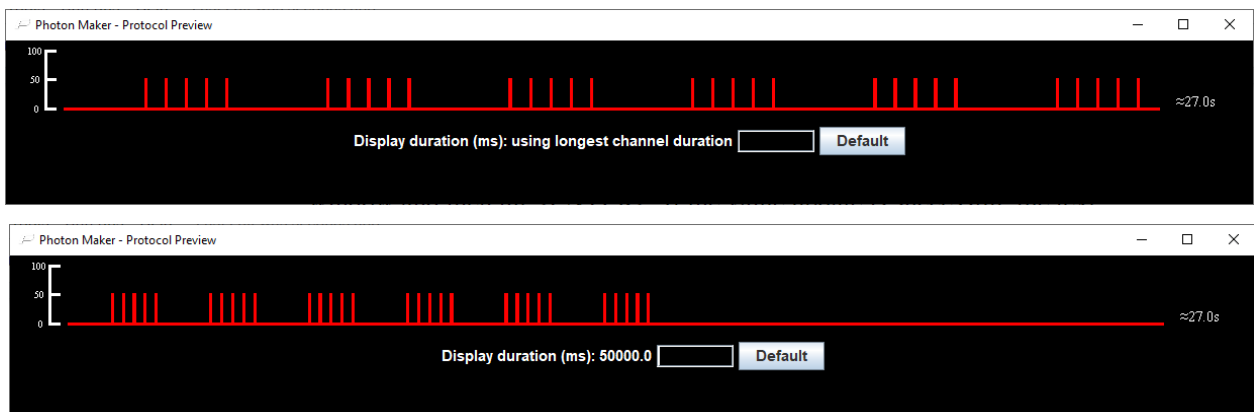 Photon Maker - Protocol Preview
100
50
0
≈27.0s
Display duration (ms): using longest channel duration Default
Photon Maker - Protocol Preview
100
50
0
≈27.0s
Display duration (ms): 50000.0 Default